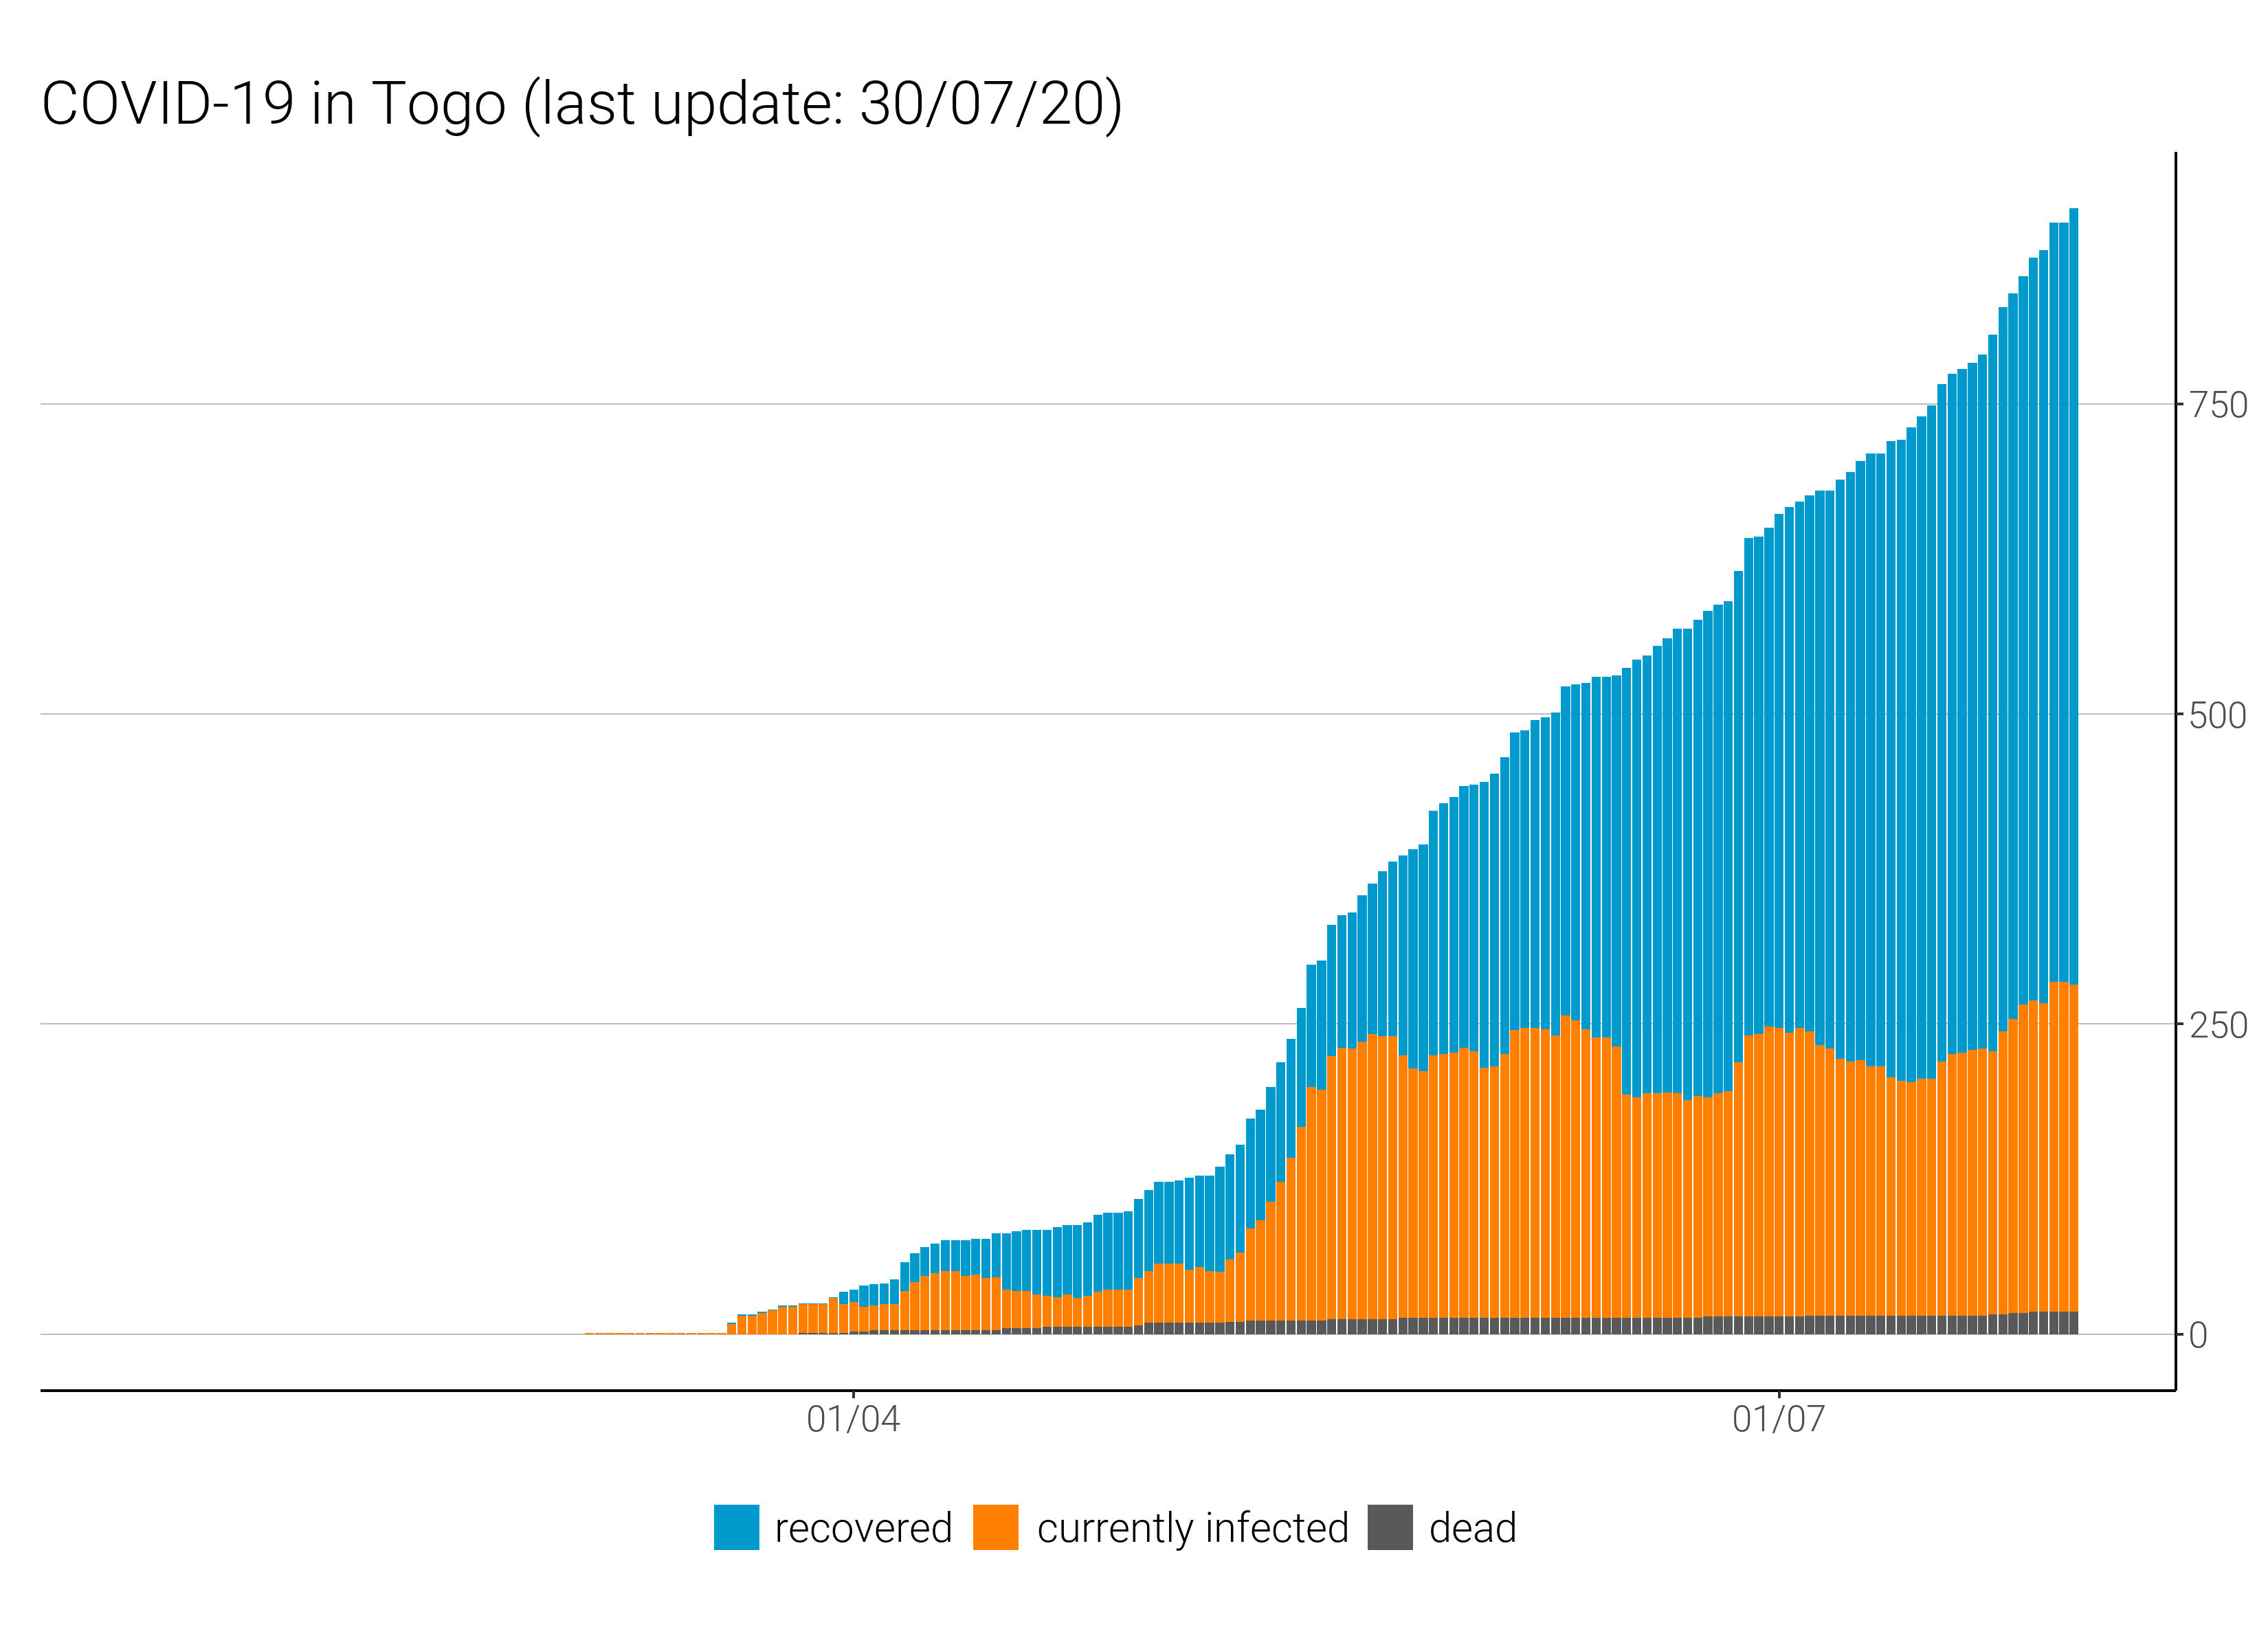 COVID-19 in Togo (last update: 30/07/20)
750
500
250
0
01/04 01/07
recovered currently infected dead